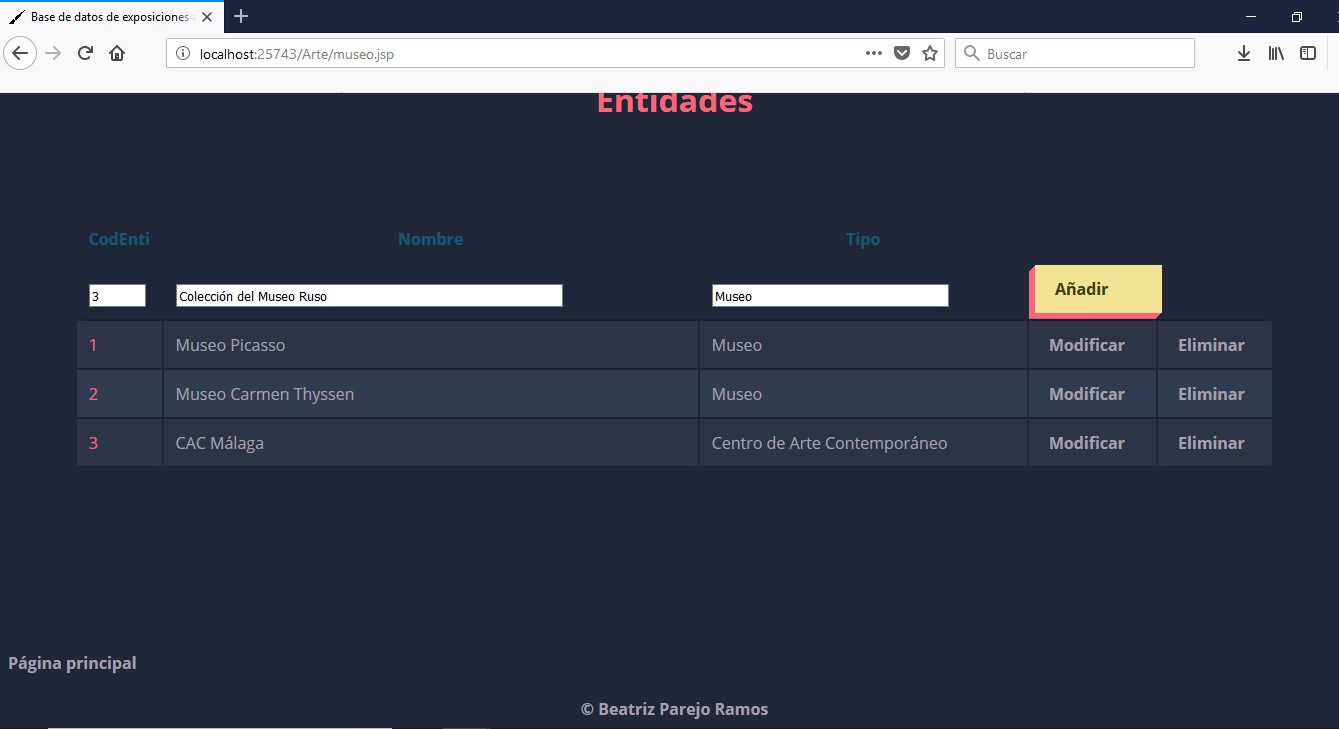 Base de datos de exposiciones
localhost:25743/Arte/museo.jsp
Buscar
Entidades
CodEnti Nombre Tipo
3 Colección del Museo Ruso Museo Añadir
1 Museo Picasso Museo Modificar Eliminar
2 Museo Carmen Thyssen Museo Modificar Eliminar
3 CAC Málaga Centro de Arte Contemporáneo Modificar Eliminar
Página principal
© Beatriz Parejo Ramos